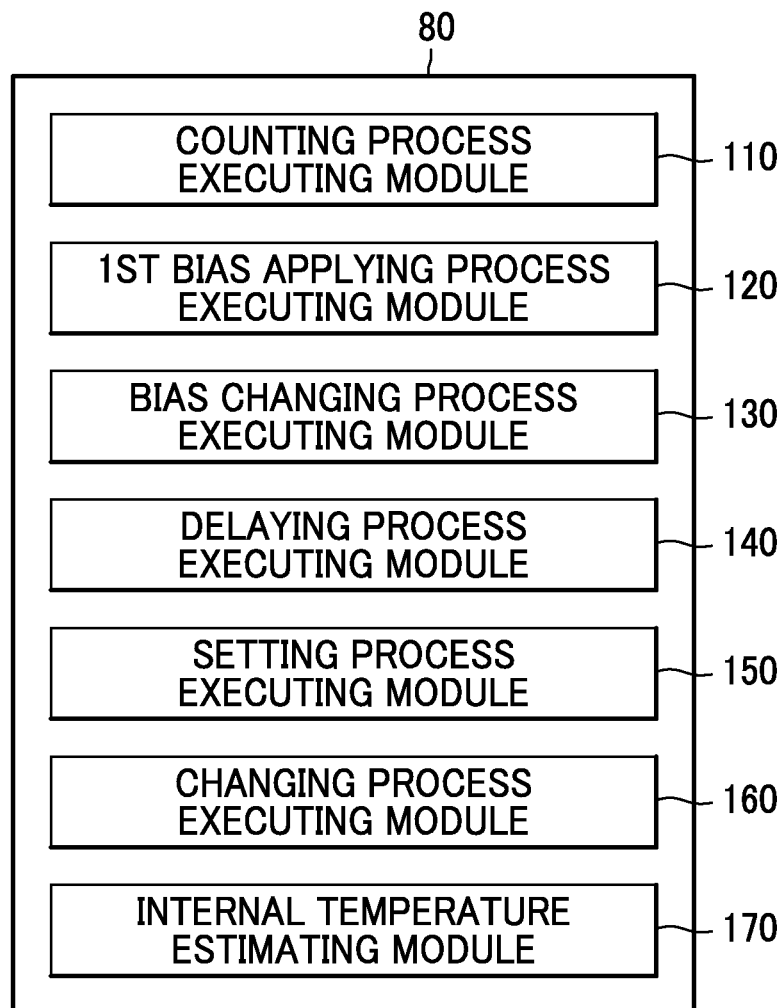 80
COUNTING PROCESS
EXECUTING MODULE
110
1ST BIAS APPLYING PROCESS
EXECUTING MODULE
120
BIAS CHANGING PROCESS
EXECUTING MODULE
130
DELAYING PROCESS
EXECUTING MODULE
140
SETTING PROCESS
EXECUTING MODULE
150
CHANGING PROCESS
EXECUTING MODULE
160
INTERNAL TEMPERATURE
ESTIMATING MODULE
170